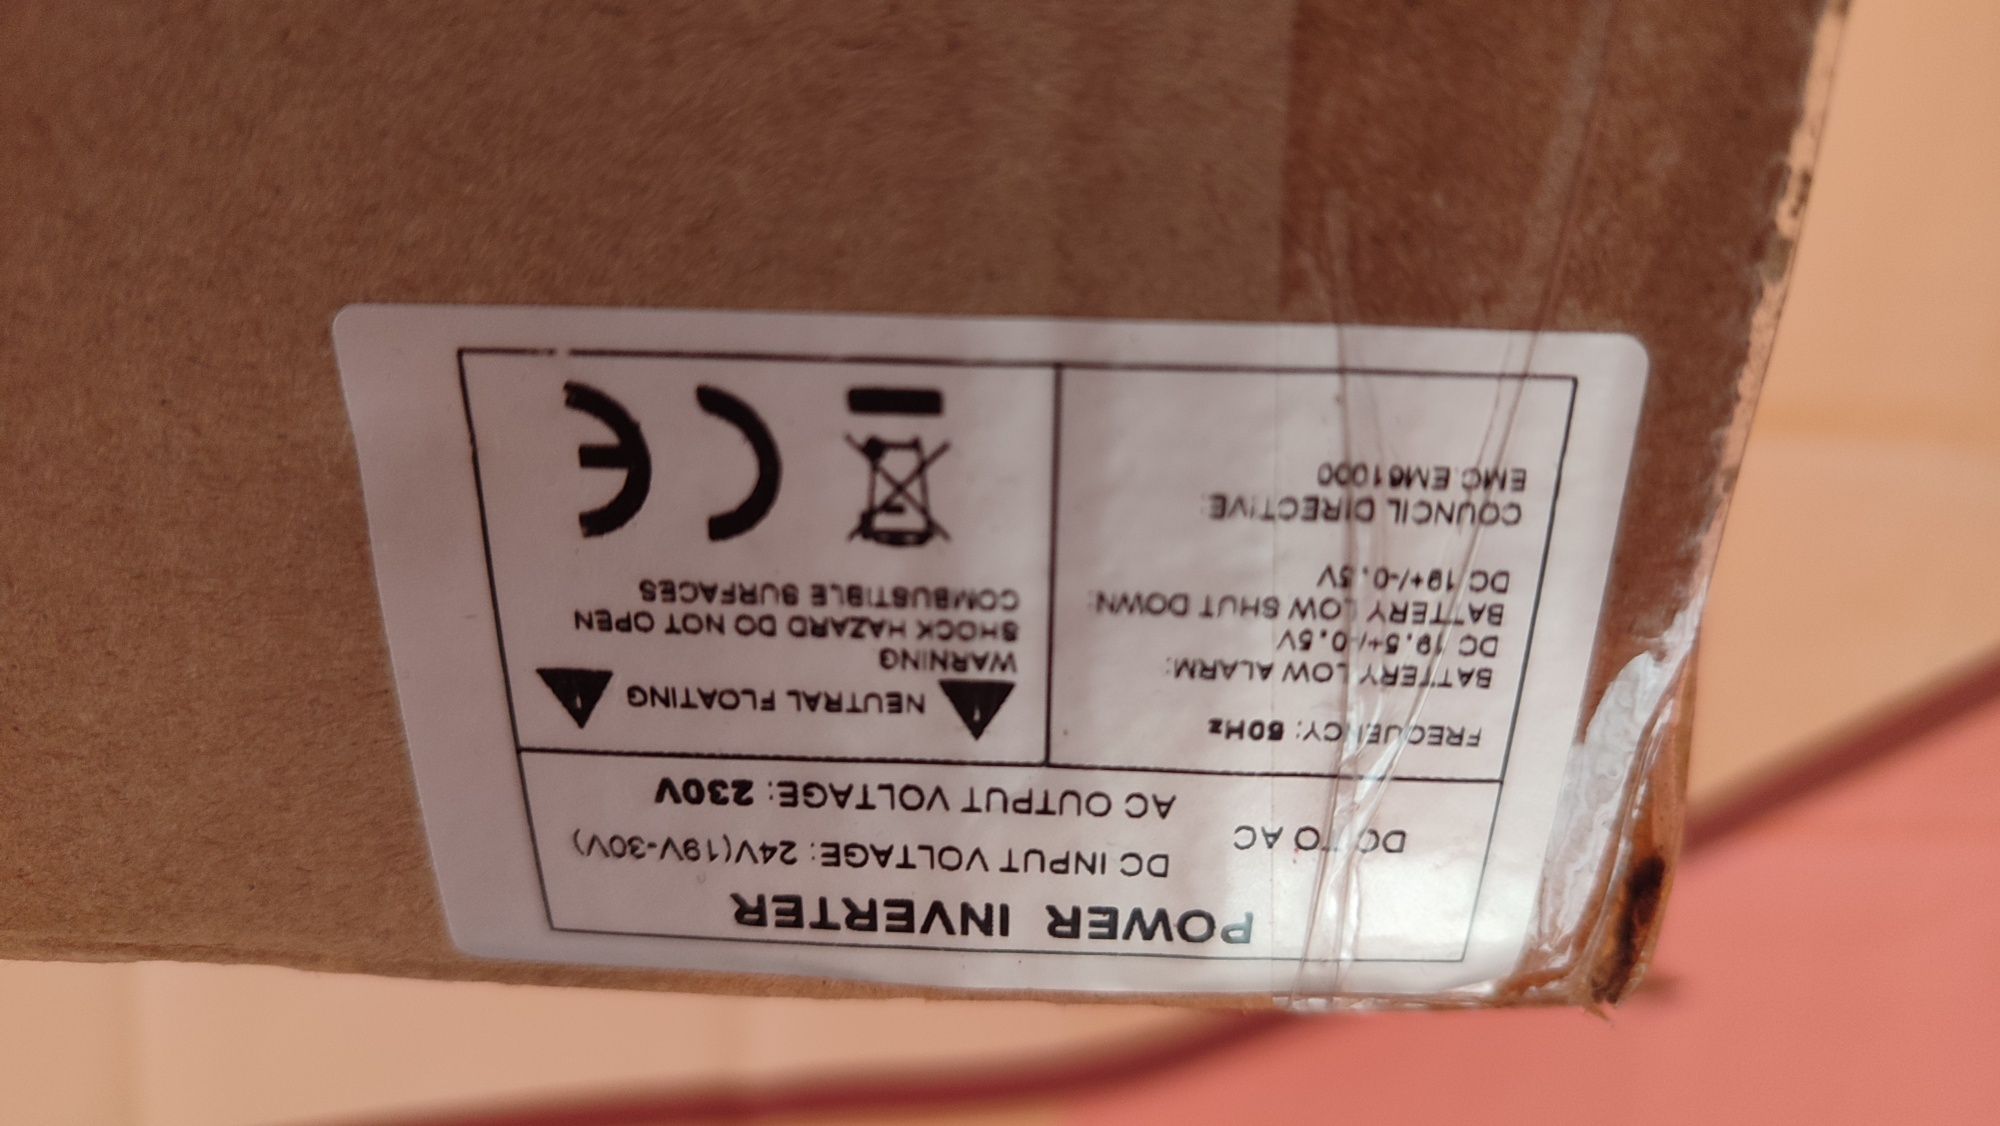 POWER INVERTER
DC TO AC
DC INPUT VOLTAGE: 24V(19V-30V)
AC OUTPUT VOLTAGE: 230V
FREQUENCY: 50Hz
BATTERY LOW ALARM:
DC 19.5+/-0.5V
BATTERY LOW SHUT DOWN:
DC 19+/-0.5V
COUNCIL DIRECTIVE:
EMC:EM61000
NEUTRAL FLOATING
WARNING
SHOCK HAZARD DO NOT OPEN
COMBUSTIBLE SURFACES
CE